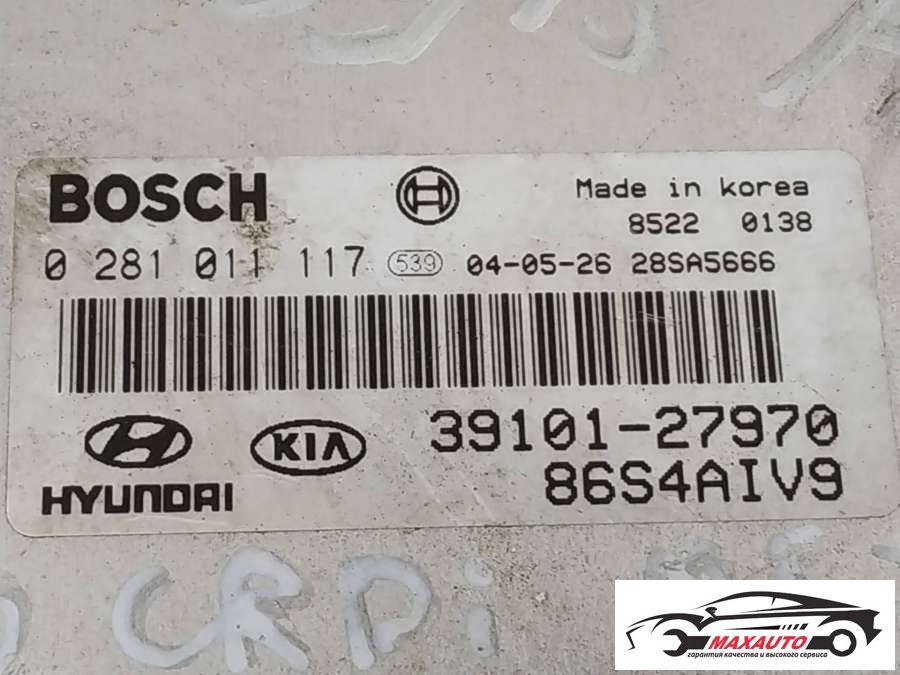 BOSCH
Made in korea
8522 0138
0 281 011 117 539 04-05-26 28SA5666
HYUNDAI
KIA
39101-27970
86S4AIV9
CRDi
MAXAUTO
гарантия качества и высокого сервиса